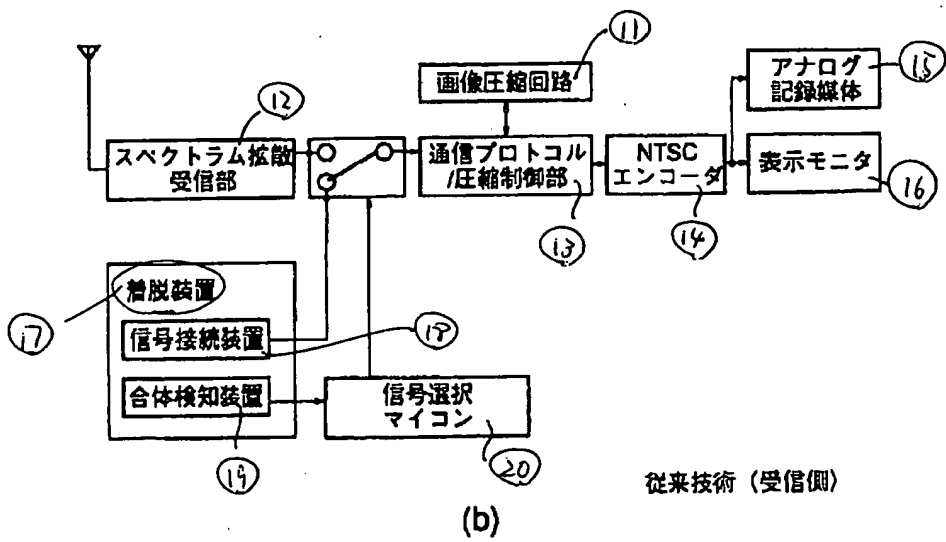 11
画像圧縮回路
15
アナログ
記録媒体
12
スペクトラム拡散
受信部
通信プロトコル
/圧縮制御部
NTSC
エンコーダ
表示モニタ
13
14
16
17
着脱装置
信号接続装置
18
合体検知装置
19
信号選択
マイコン
20
従来技術（受信側）
(b)